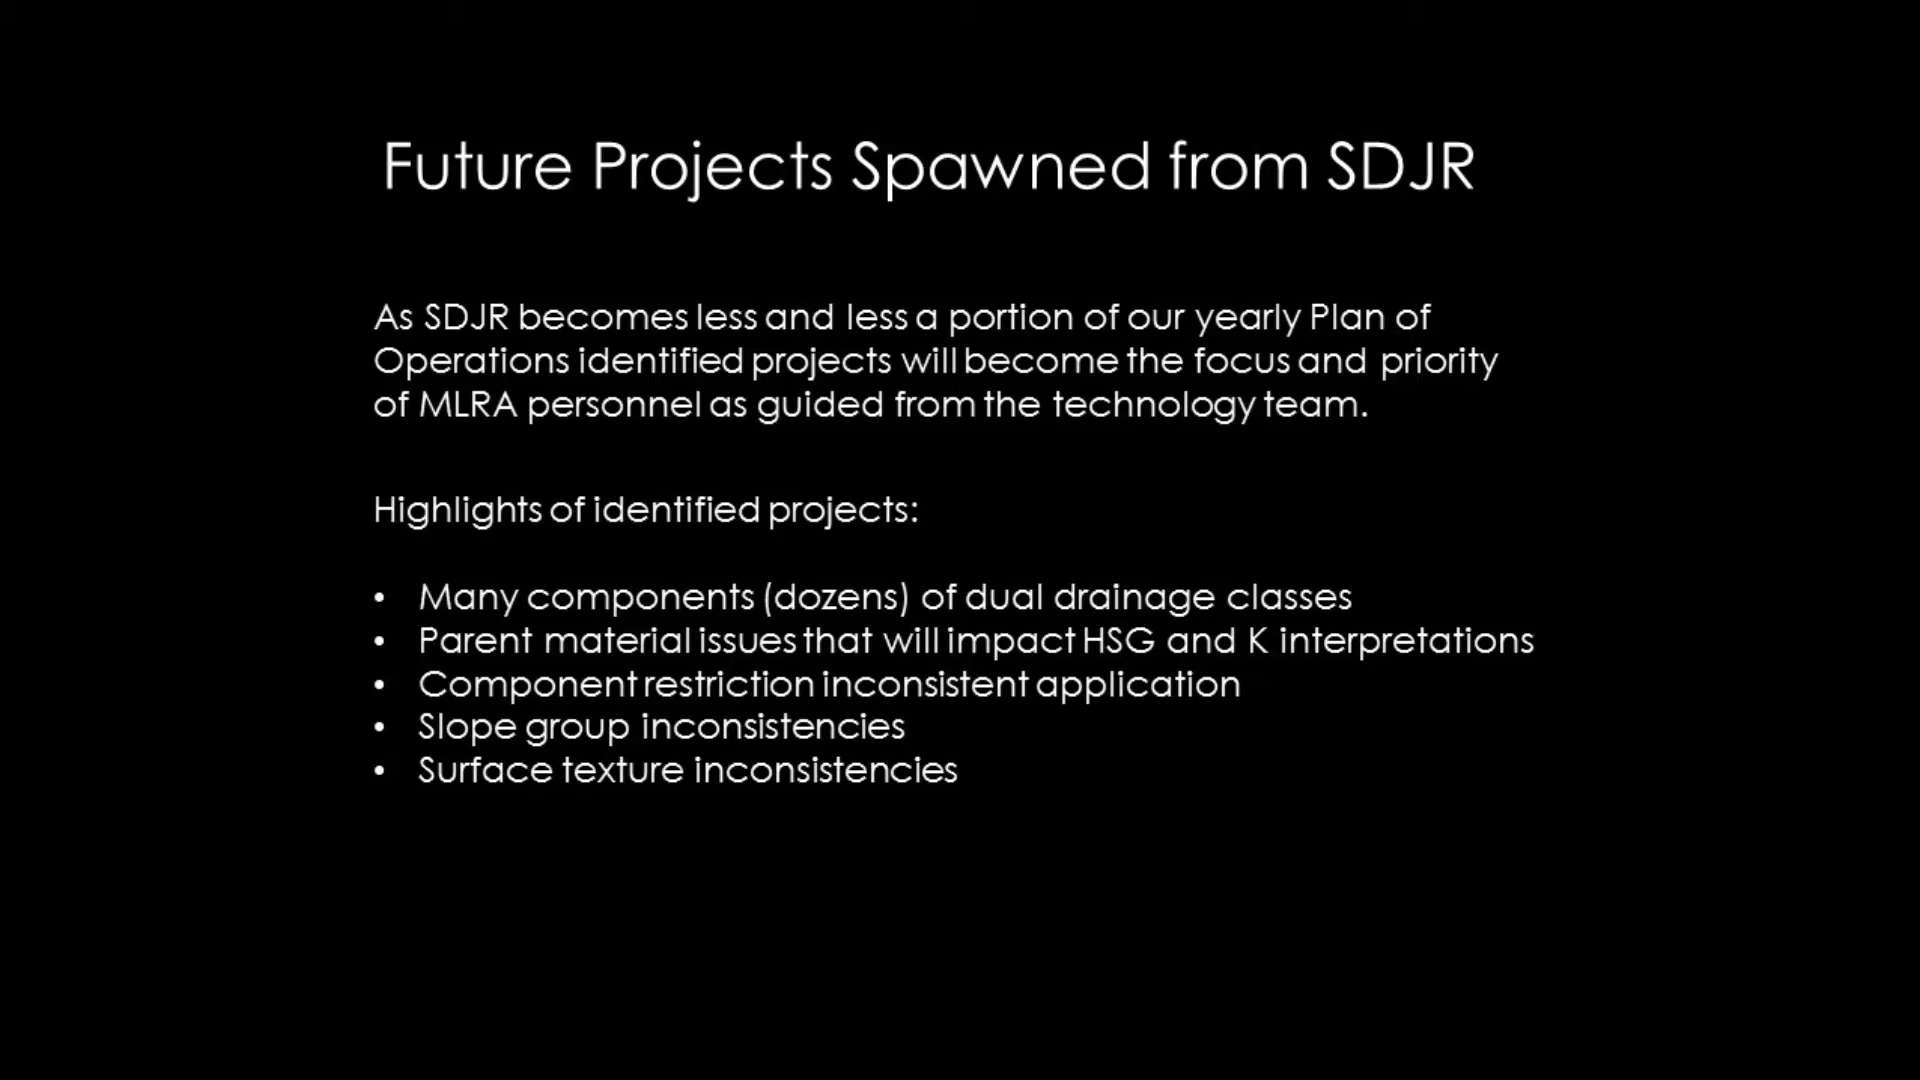 Future Projects Spawned from SDJR
As SDJR becomes less and less a portion of our yearly Plan of
Operations identified projects will become the focus and priority
of MLRA personnel as guided from the technology team.
Highlights of identified projects:
• Many components (dozens) of dual drainage classes
• Parent material issues that will impact HSG and K interpretations
• Component restriction inconsistent application
• Slope group inconsistencies
• Surface texture inconsistencies